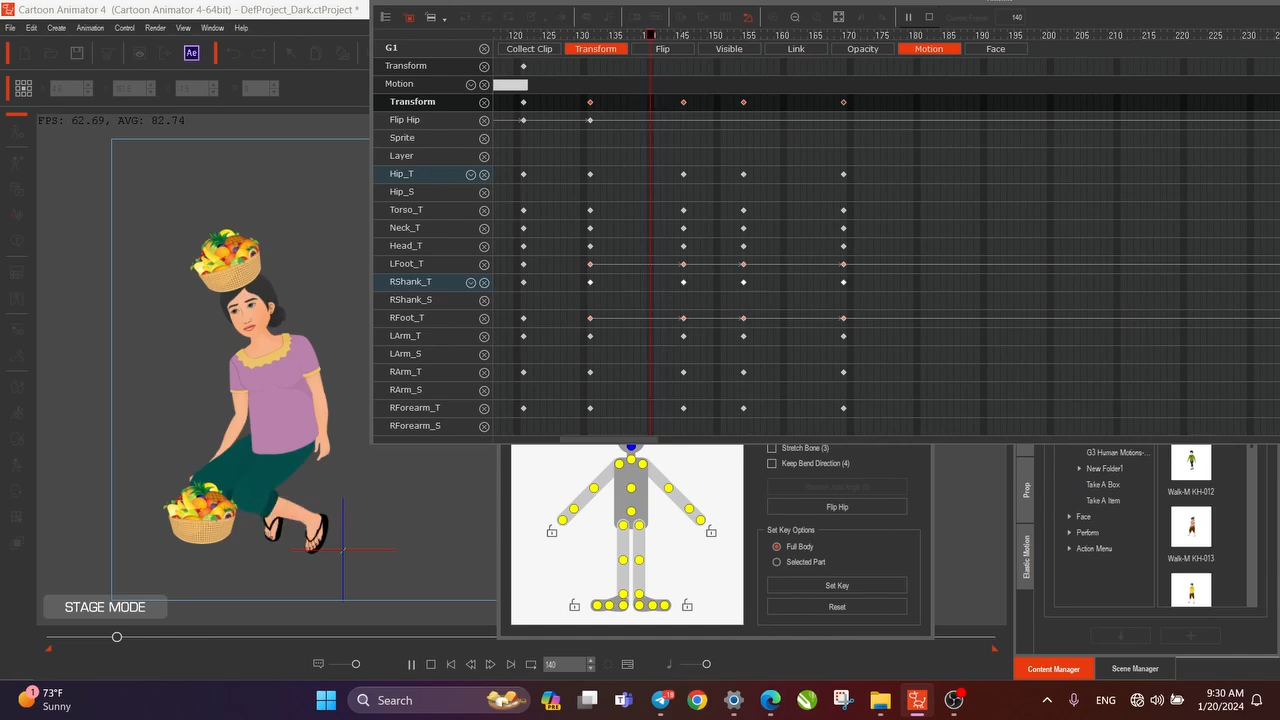 Cartoon Animator 4 (Cartoon Animator 4-64bit) - DefProject_Dark.ctProject *
File Edit Create Animation Control Render View Window Help
Ae
FPS: 62.69, AVG: 82.74
STAGE MODE
Current Frame: 140
120 125 130 135 145 150 155 160 165 170 175 180 185 190 195 200 205 210 215 220 225 230 235
G1 Collect Clip Transform Flip Visible Link Opacity Motion Face
Transform
Motion
Transform
Flip Hip
Sprite
Layer
Hip_T
Hip_S
Torso_T
Neck_T
Head_T
LFoot_T
RShank_T
RShank_S
RFoot_T
LArm_T
LArm_S
RArm_T
RArm_S
RForearm_T
RForearm_S
Stretch Bone (3)
Keep Bend Direction (4)
Flip Hip
Set Key Options
Full Body
Selected Part
Set Key
Reset
Prop
Elastic Motion
G3 Human Motions-...
New Folder1
Take A Box
Take A Item
Face
Perform
Action Menu
Walk-M KH-012
Walk-M KH-013
140
Content Manager Scene Manager
1
73°F
Sunny
Search
PRE
18
ENG
9:30 AM
1/20/2024